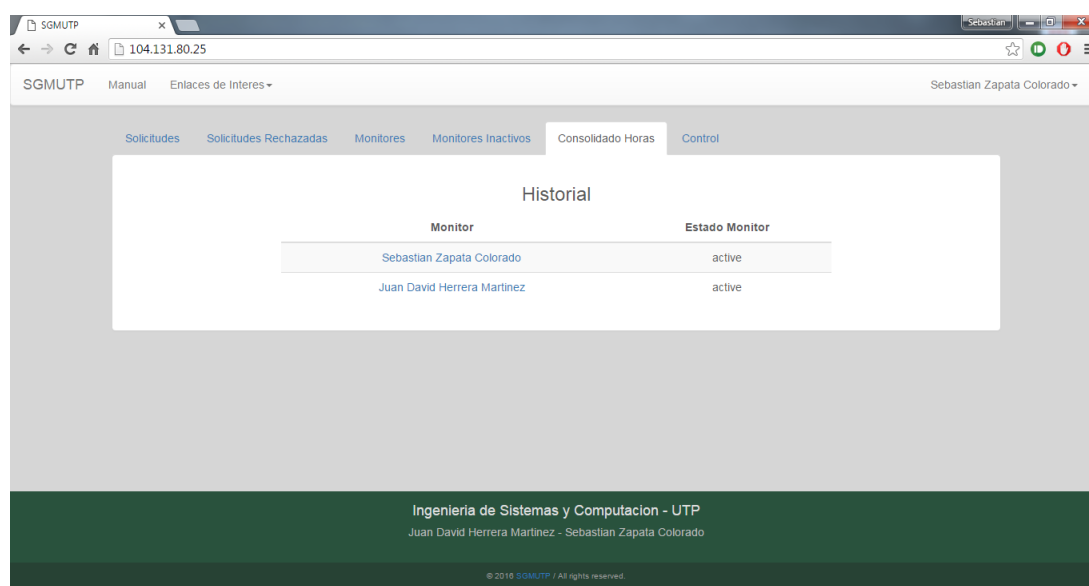 SGMUTP
Sebastian
104.131.80.25
SGMUTP Manual Enlaces de Interes Sebastian Zapata Colorado
Solicitudes Solicitudes Rechazadas Monitores Monitores Inactivos Consolidado Horas Control
Historial
Monitor Estado Monitor
Sebastian Zapata Colorado active
Juan David Herrera Martinez active
Ingenieria de Sistemas y Computacion - UTP
Juan David Herrera Martinez - Sebastian Zapata Colorado
© 2016 SGMUTP / All rights reserved.